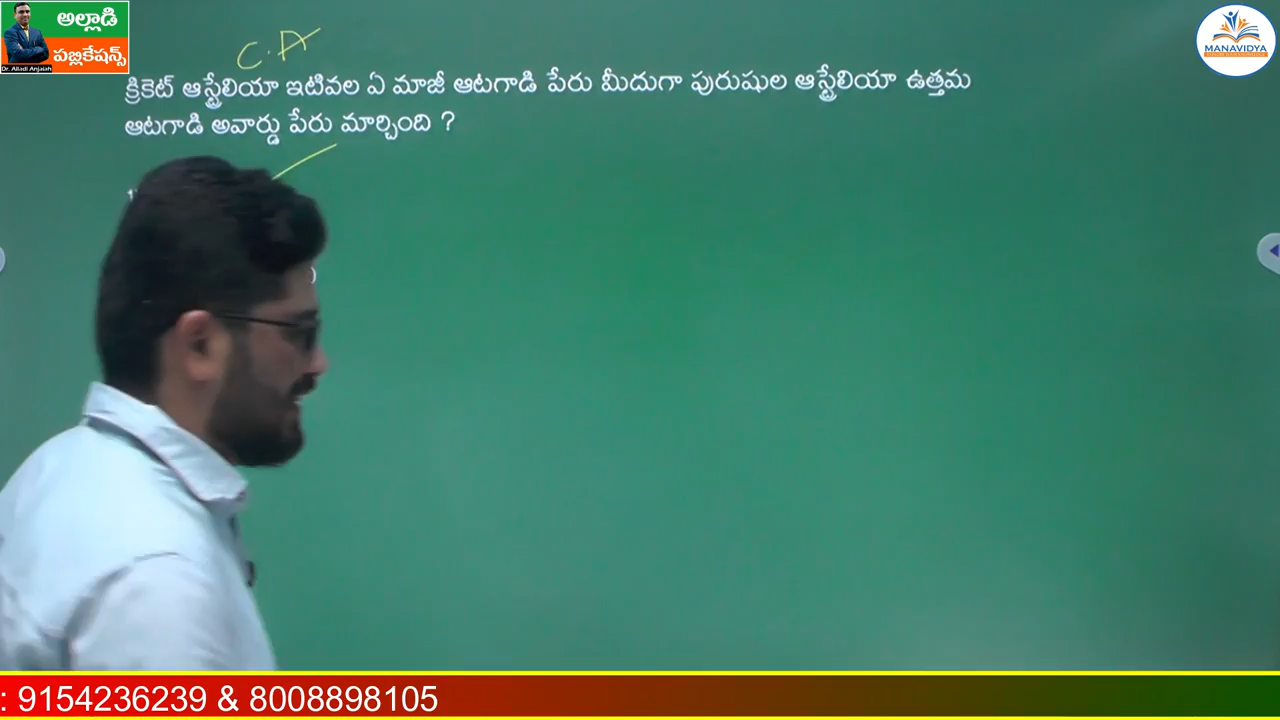 అల్లాడి
పబ్లికేషన్స్
Dr. Alladi Anjaiah
MANAVIDYA
C.A
క్రికెట్ ఆస్ట్రేలియా ఇటివల ఏ మాజీ ఆటగాడి పేరు మీదుగా పురుషుల ఆస్ట్రేలియా ఉత్తమ
ఆటగాడి అవార్డు పేరు మార్చింది ?
: 9154236239 & 8008898105